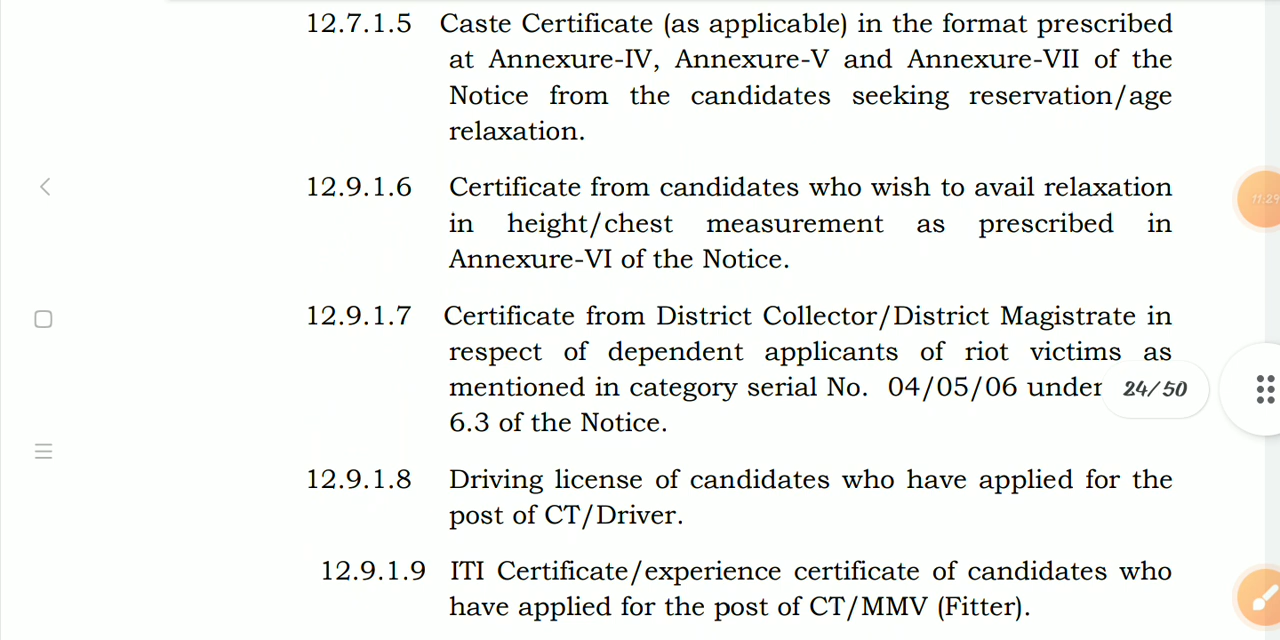 12.7.1.5 Caste Certificate (as applicable) in the format prescribed
at Annexure-IV, Annexure-V and Annexure-VII of the
Notice from the candidates seeking reservation/age
relaxation.
12.9.1.6 Certificate from candidates who wish to avail relaxation
in height/chest measurement as prescribed in
Annexure-VI of the Notice.
12.9.1.7 Certificate from District Collector/District Magistrate in
respect of dependent applicants of riot victims as
mentioned in category serial No. 04/05/06 under
24/50
6.3 of the Notice.
12.9.1.8 Driving license of candidates who have applied for the
post of CT/Driver.
12.9.1.9 ITI Certificate/experience certificate of candidates who
have applied for the post of CT/MMV (Fitter).
11:29